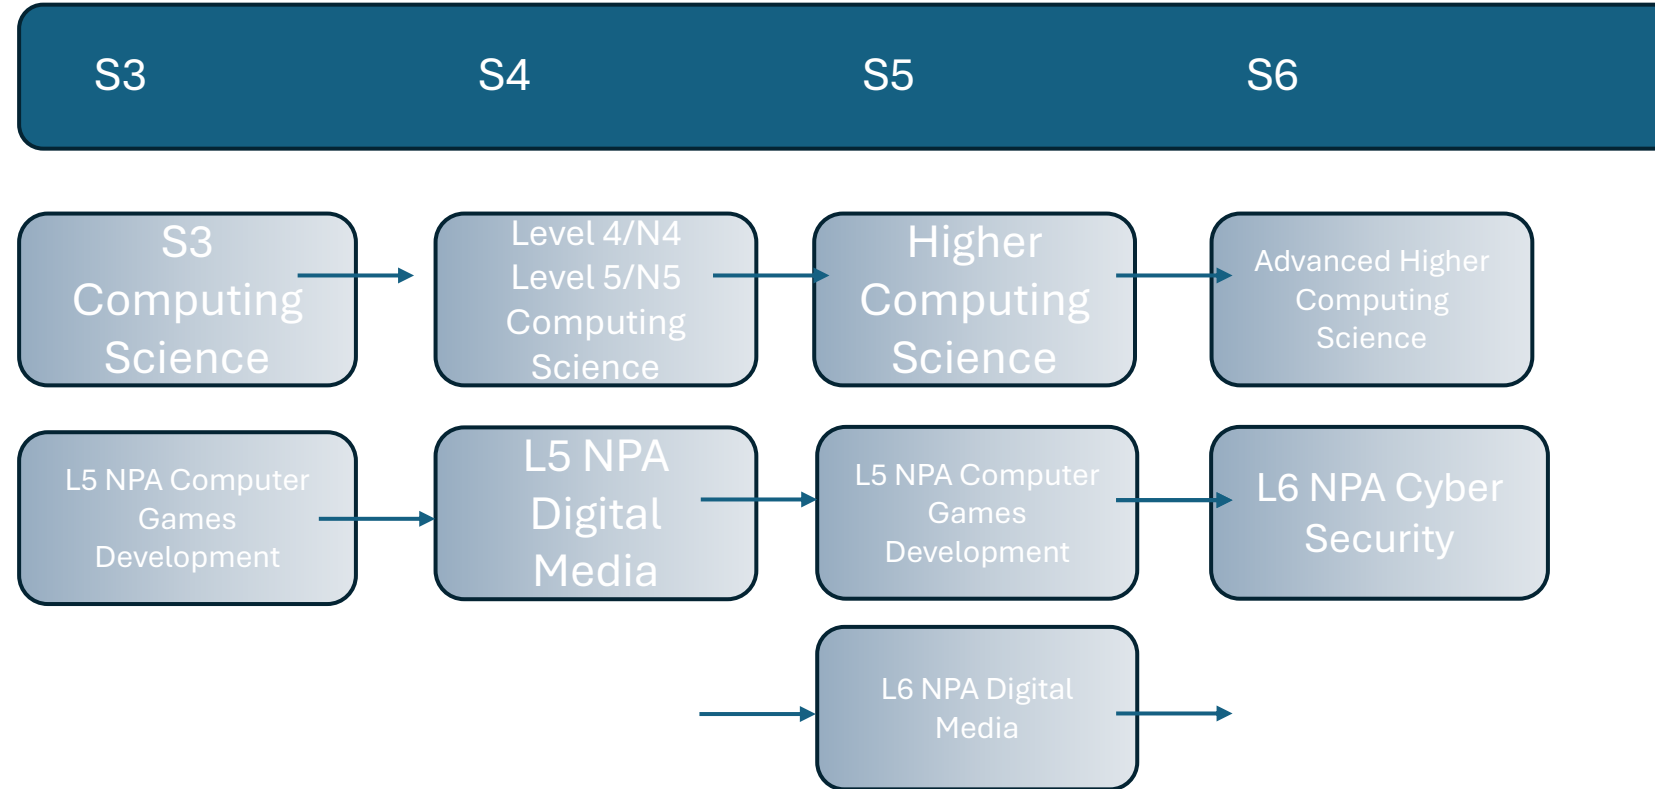 S3
S4
S5
S6
S3
Computing
Science
Level 4/N4
Level 5/N5
Computing
Science
Higher
Computing
Science
Advanced Higher
Computing
Science
L5 NPA Computer
Games
Development
L5 NPA
Digital
Media
L5 NPA Computer
Games
Development
L6 NPA Cyber
Security
L6 NPA Digital
Media